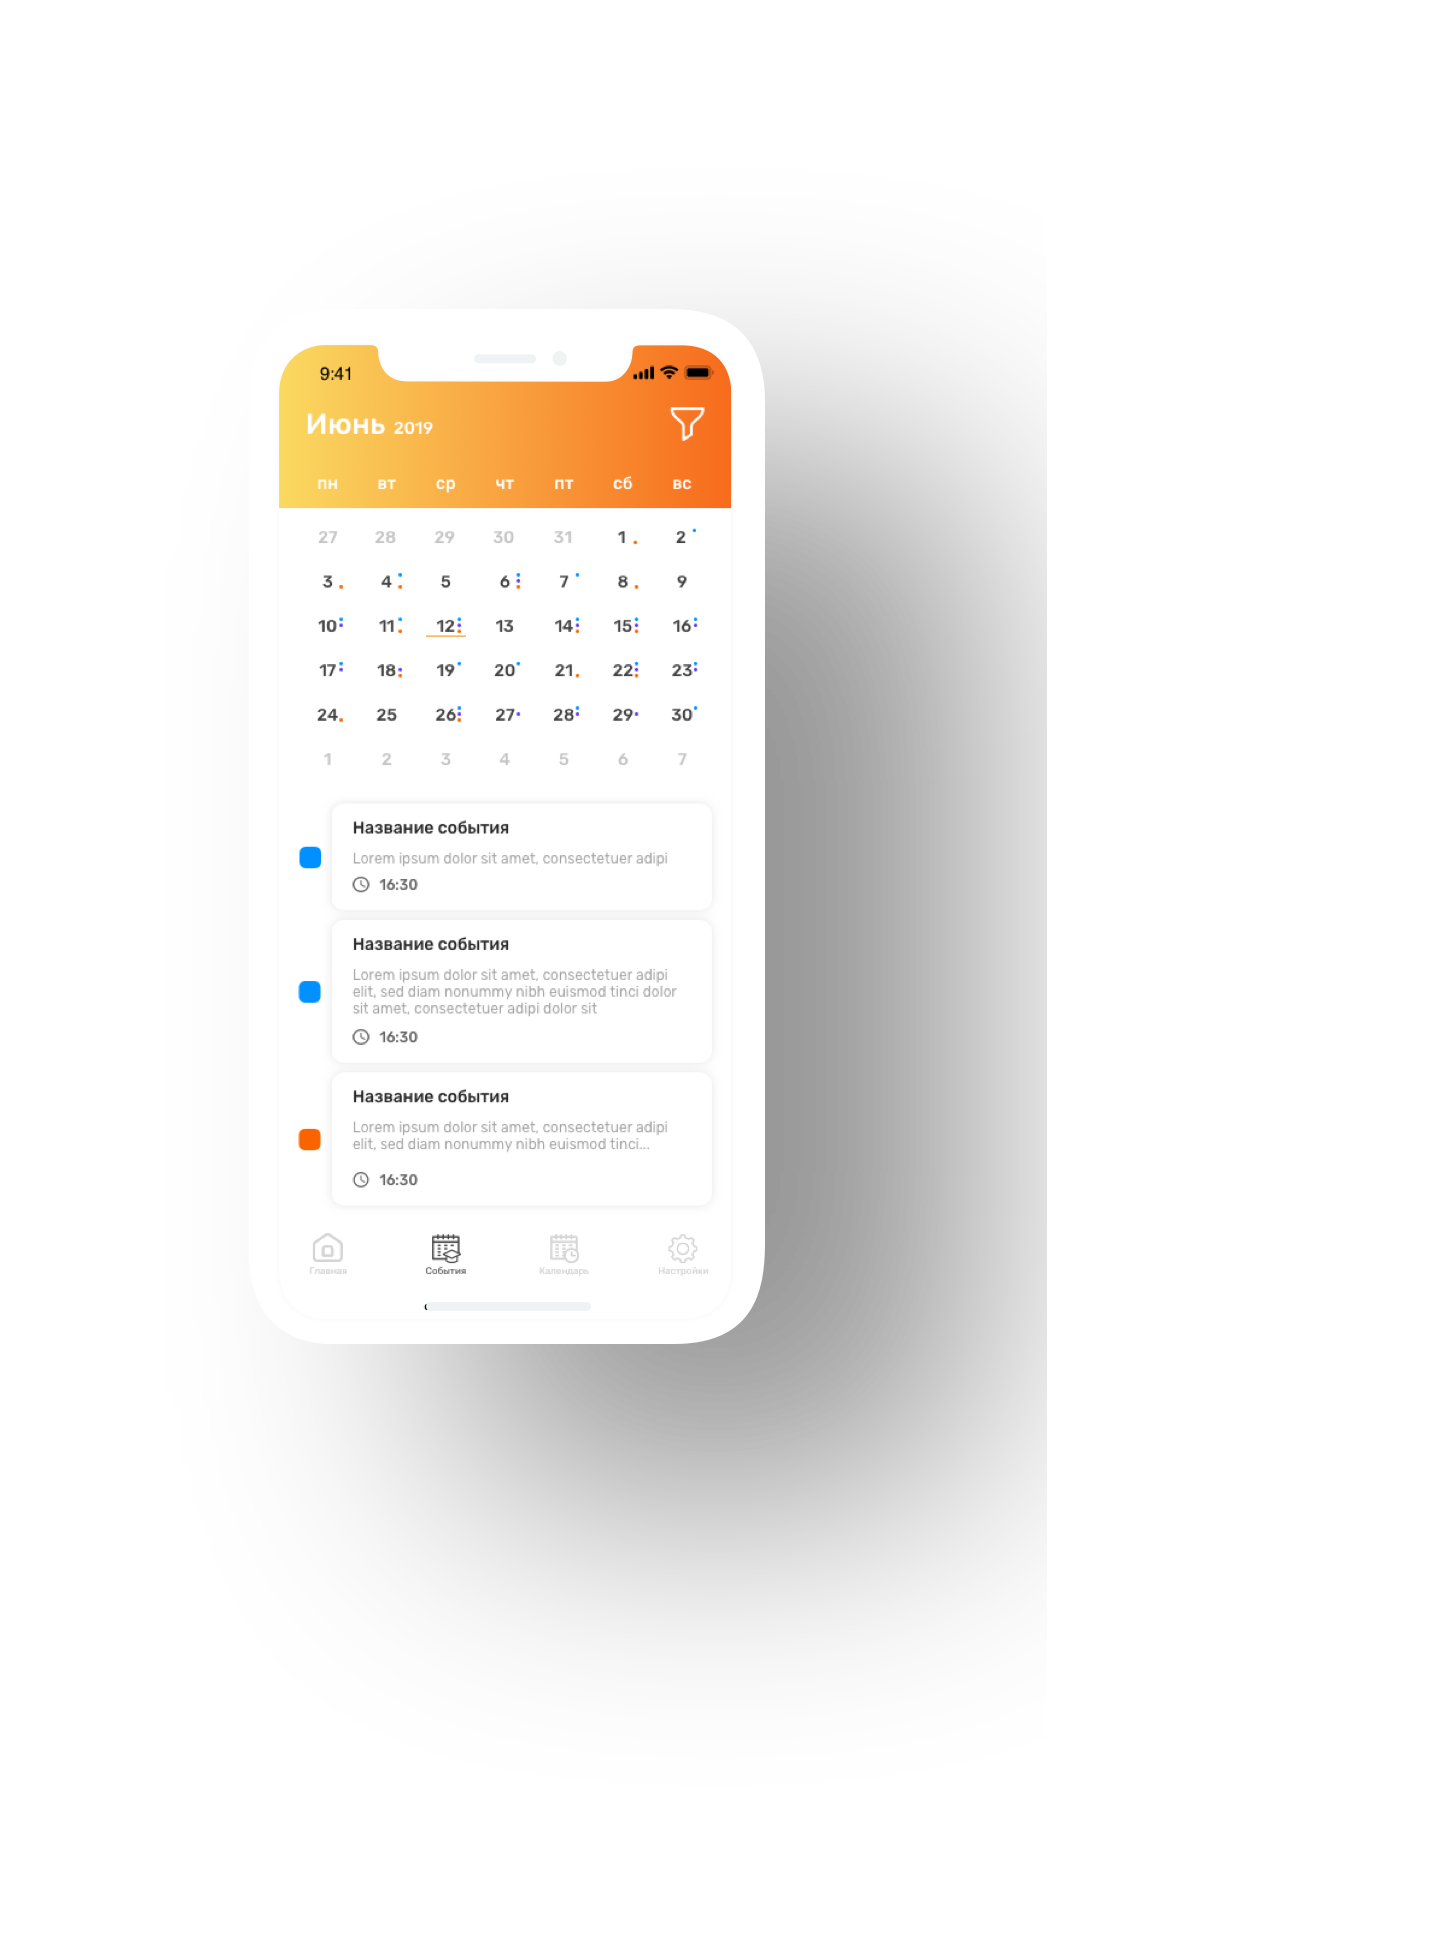 9:41
Июнь 2019
пн вт ср чт пт сб вс
27 28 29 30 31 1 2
3 4 5 6 7 8 9
10 11 12 13 14 15 16
17 18 19 20 21 22 23
24 25 26 27 28 29 30
1 2 3 4 5 6 7
Название события
Lorem ipsum dolor sit amet, consectetuer adipi
16:30
Название события
Lorem ipsum dolor sit amet, consectetuer adipi
elit, sed diam nonummy nibh euismod tinci dolor
sit amet, consectetuer adipi dolor sit
16:30
Название события
Lorem ipsum dolor sit amet, consectetuer adipi
elit, sed diam nonummy nibh euismod tinci...
16:30
Главная События Календарь Настройки